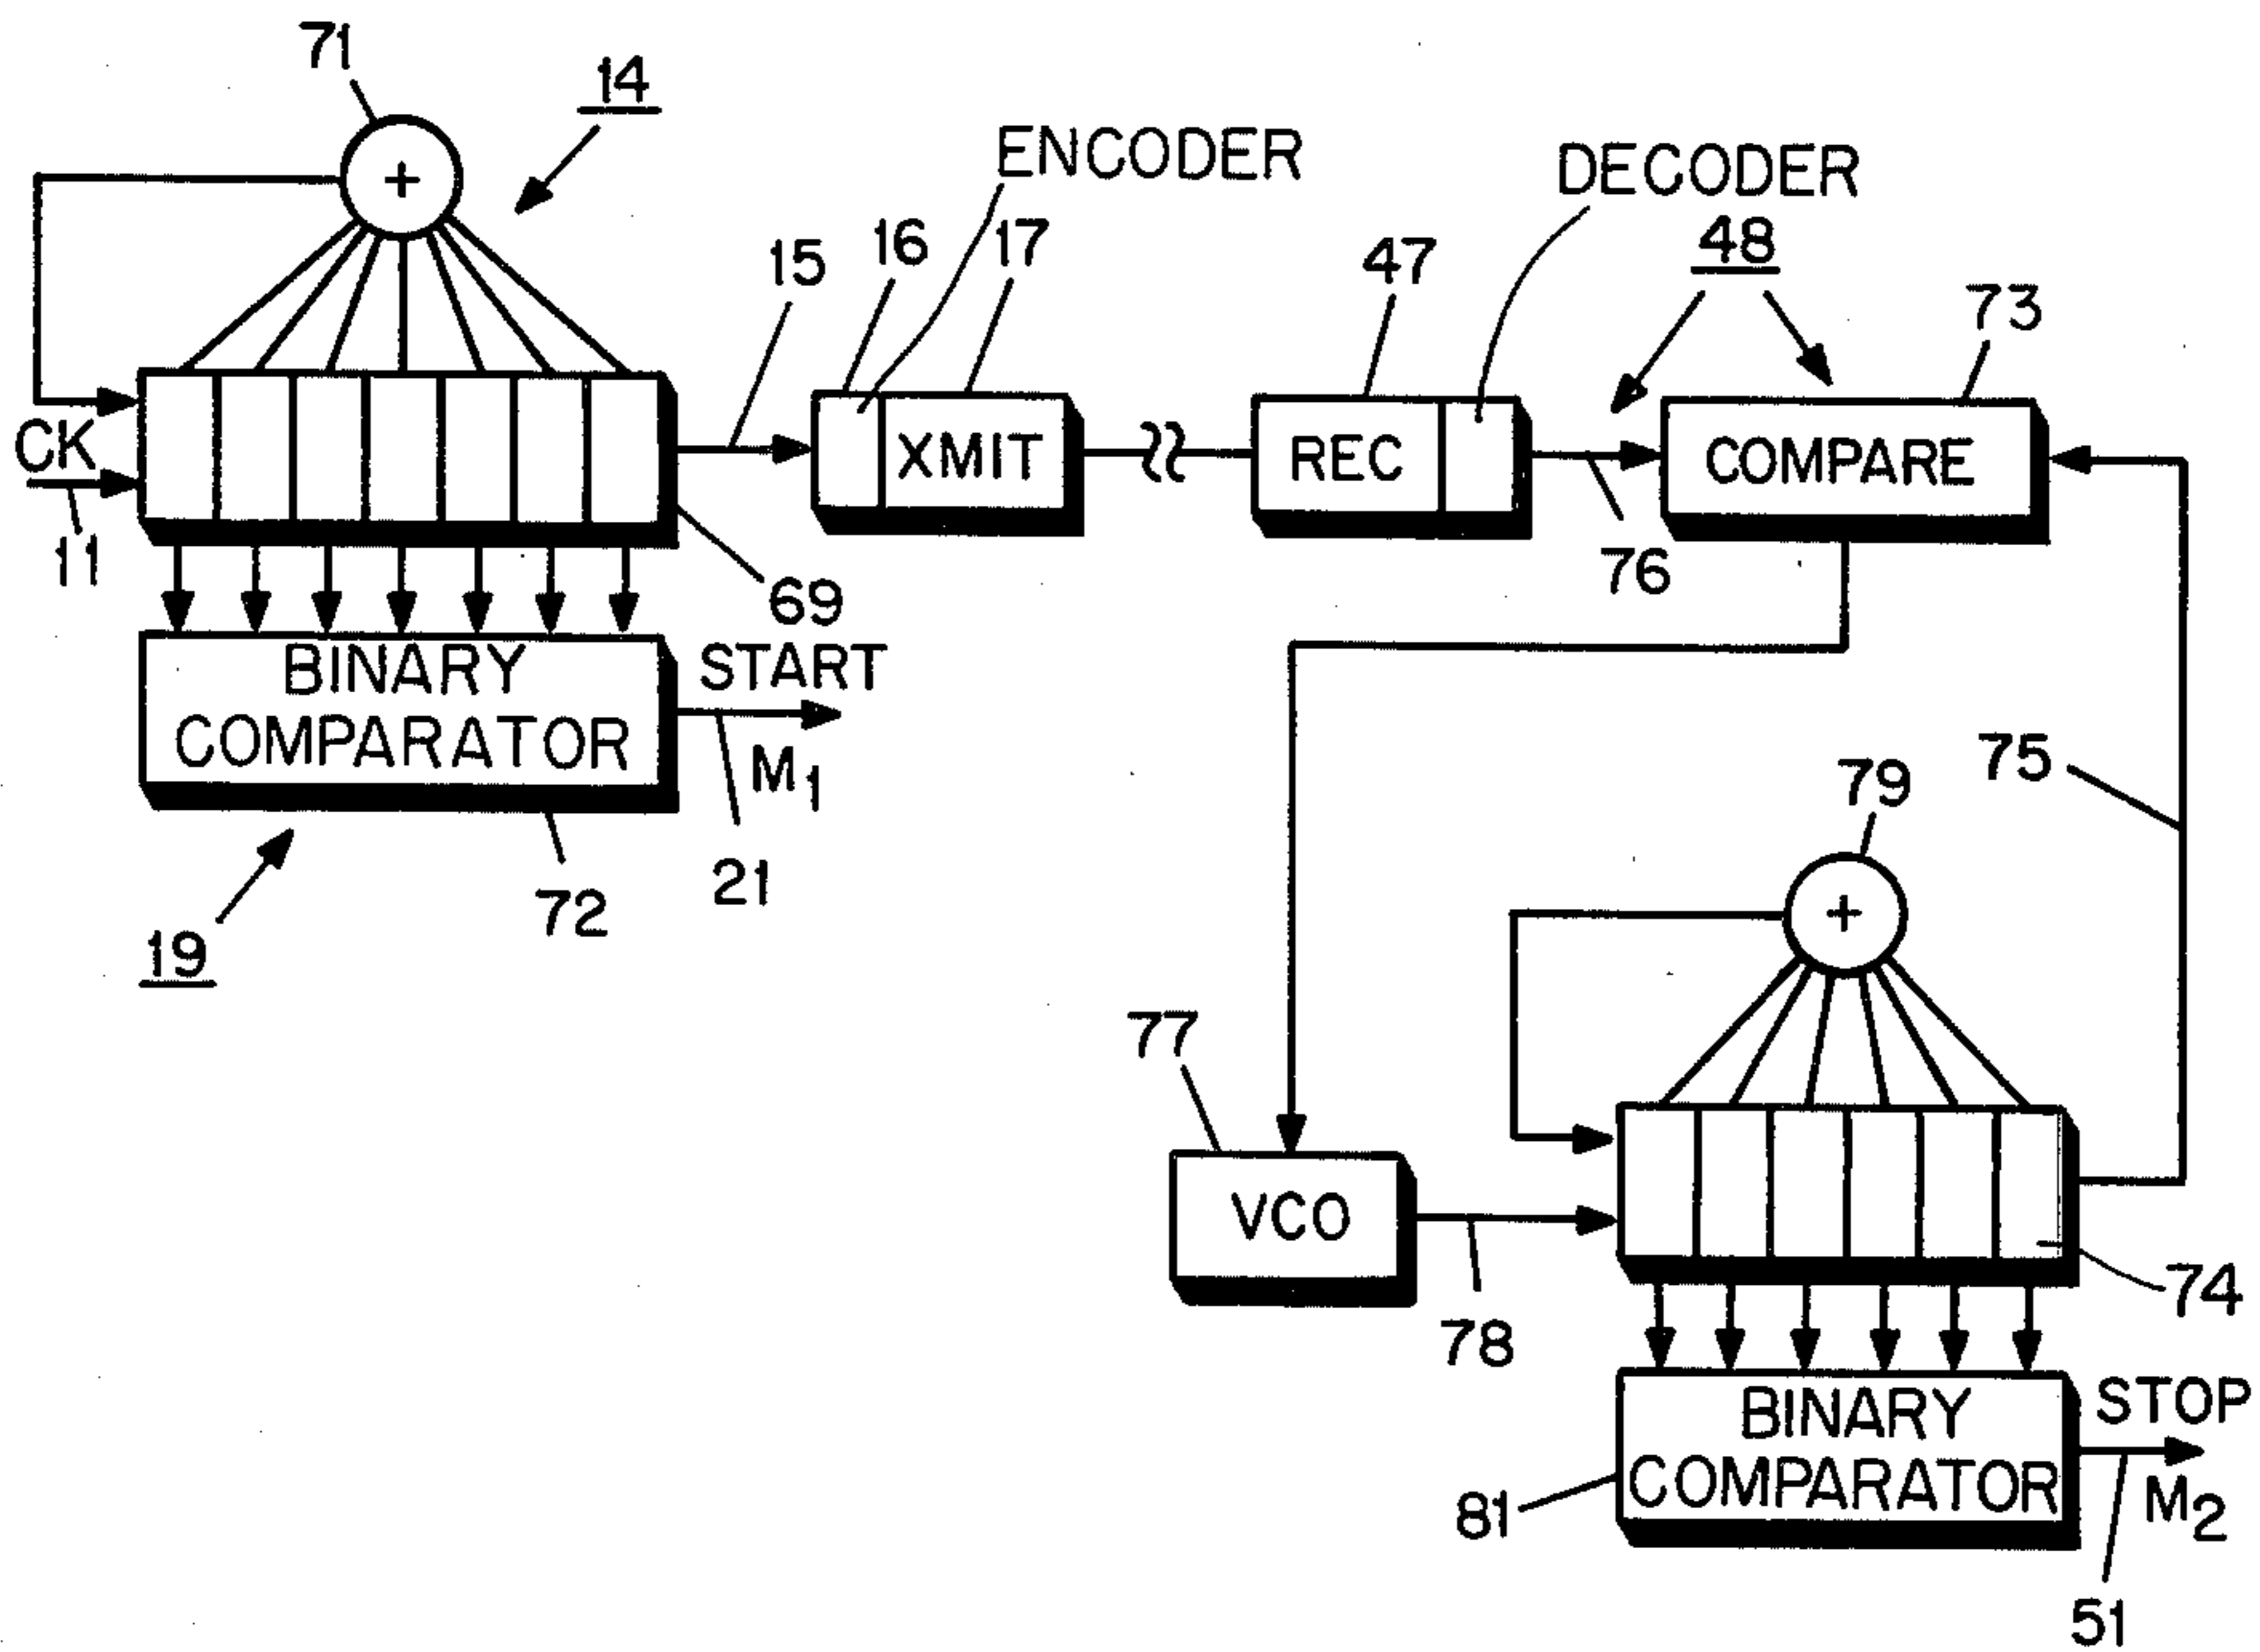 71
14
ENCODER
DECODER
15
16
17
47
48
73
CK
XMIT
REC
COMPARE
11
69
76
BINARY
COMPARATOR
START
M1
21
72
19
75
79
+
+
77
VCO
78
74
BINARY
COMPARATOR
STOP
M2
81
51